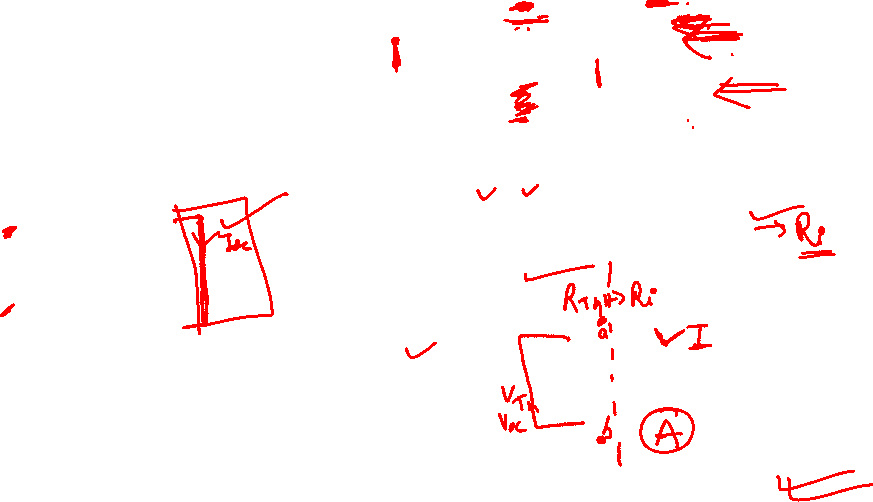 Isc
→ Ri
RTh → Ri
a
I
VTh
Voc
b
A